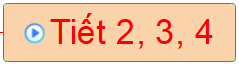 Tiết 2, 3, 4